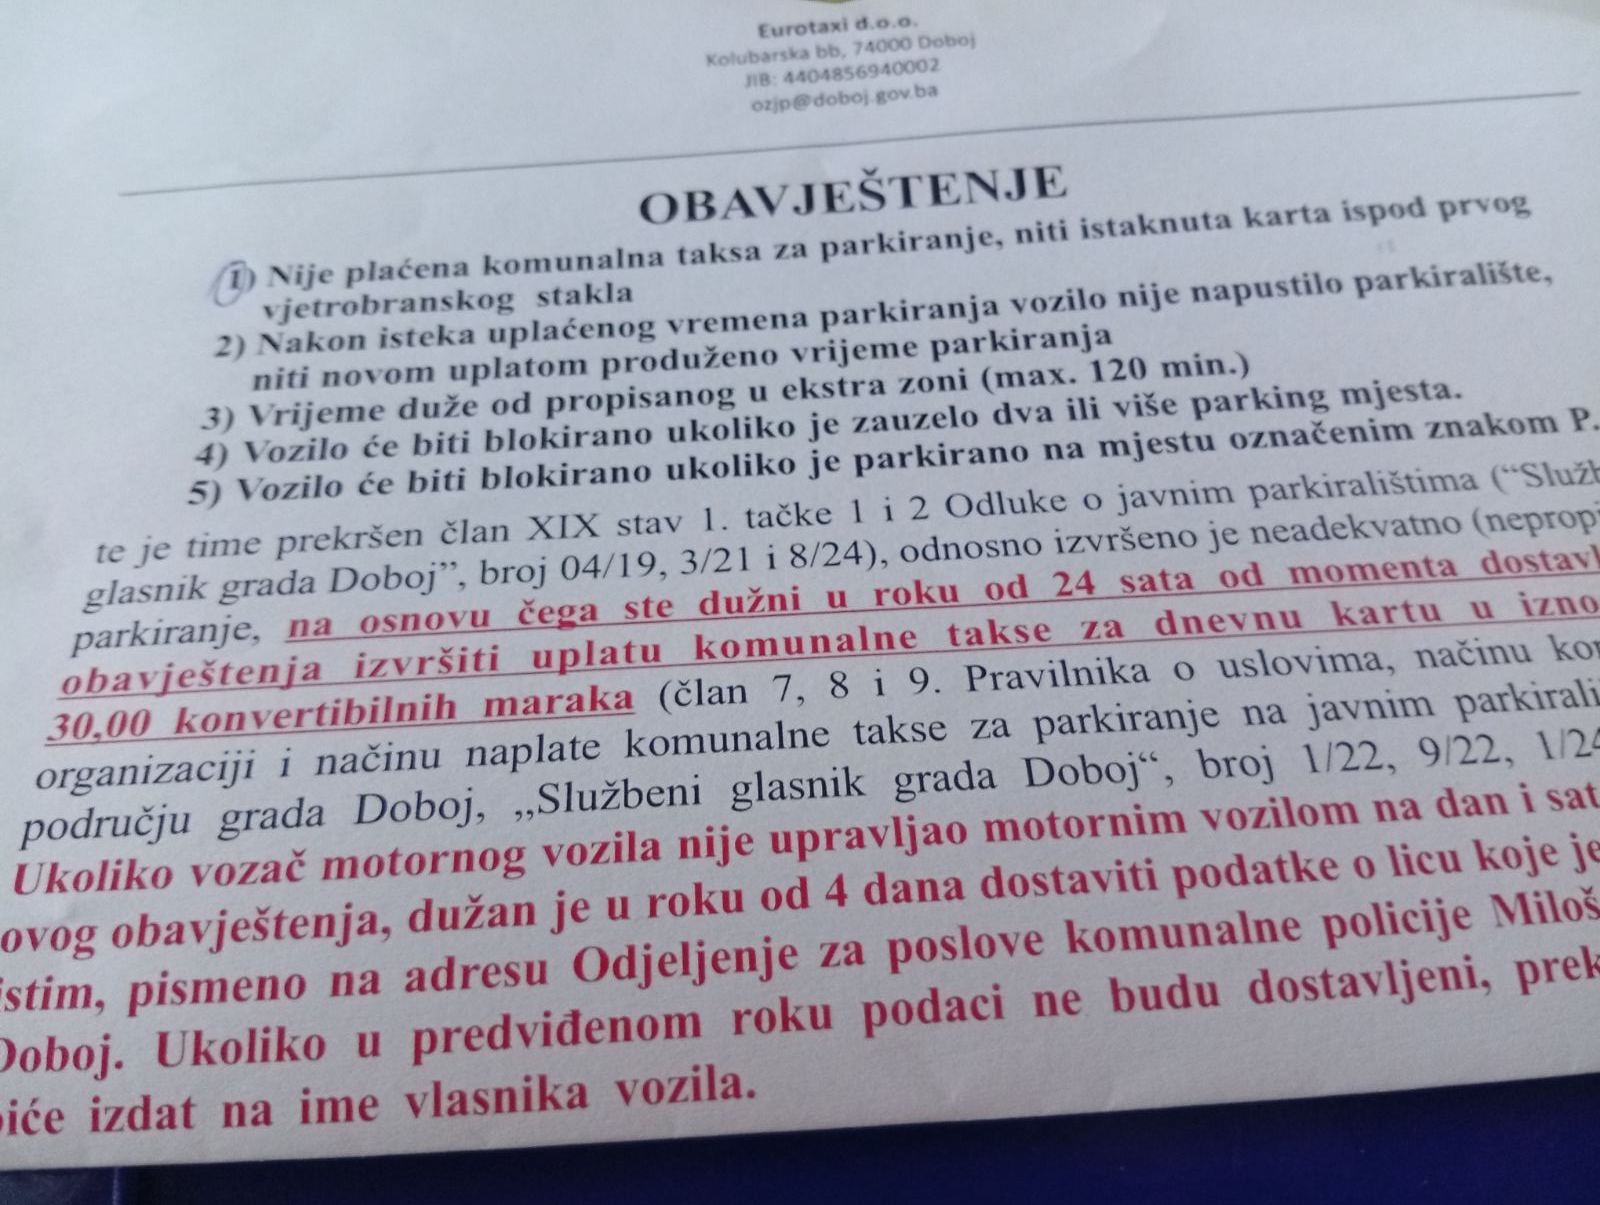 Eurotaxi d.o.o.
Kolubarska bb, 74000 Doboj
JIB: 4404856940002
ozjp@doboj.gov.ba
OBAVJEŠTENJE
1) Nije plaćena komunalna taksa za parkiranje, niti istaknuta karta ispod prvog
vjetrobranskog stakla
2) Nakon isteka uplaćenog vremena parkiranja vozilo nije napustilo parkiralište,
niti novom uplatom produženo vrijeme parkiranja
3) Vrijeme duže od propisanog u ekstra zoni (max. 120 min.)
4) Vozilo će biti blokirano ukoliko je zauzelo dva ili više parking mjesta.
5) Vozilo će biti blokirano ukoliko je parkirano na mjestu označenim znakom P.
te je time prekršen član XIX stav 1. tačke 1 i 2 Odluke o javnim parkiralištima (“Služb
glasnik grada Doboj”, broj 04/19, 3/21 i 8/24), odnosno izvršeno je neadekvatno (neprop
parkiranje, na osnovu čega ste dužni u roku od 24 sata od momenta dostavl
obavještenja izvršiti uplatu komunalne takse za dnevnu kartu u izno
30,00 konvertibilnih maraka (član 7, 8 i 9. Pravilnika o uslovima, načinu kor
organizaciji i načinu naplate komunalne takse za parkiranje na javnim parkirali
području grada Doboj, ,,Službeni glasnik grada Doboj“, broj 1/22, 9/22, 1/24
Ukoliko vozač motornog vozila nije upravljao motornim vozilom na dan i sat
ovog obavještenja, dužan je u roku od 4 dana dostaviti podatke o licu koje je
istim, pismeno na adresu Odjeljenje za poslove komunalne policije Miloš
Doboj. Ukoliko u predviđenom roku podaci ne budu dostavljeni, prek
biće izdat na ime vlasnika vozila.